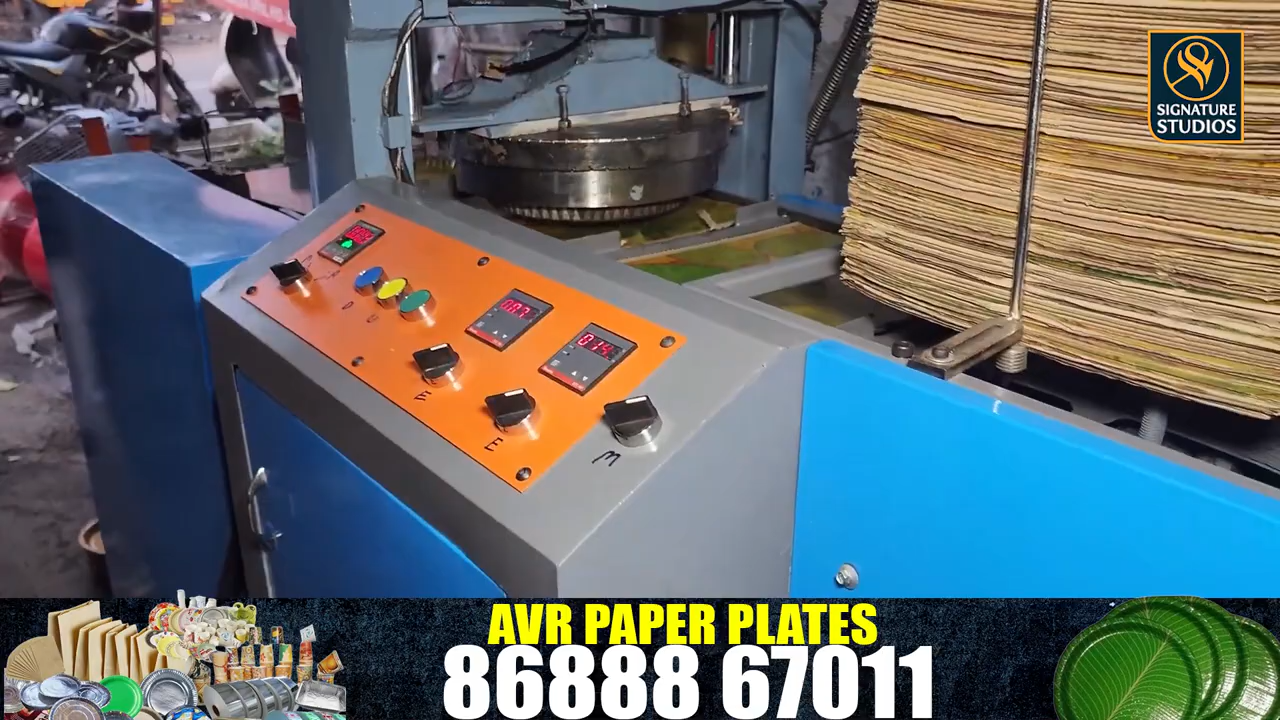 SIGNATURE
STUDIOS
E
E
M
AVR PAPER PLATES
86888 67011